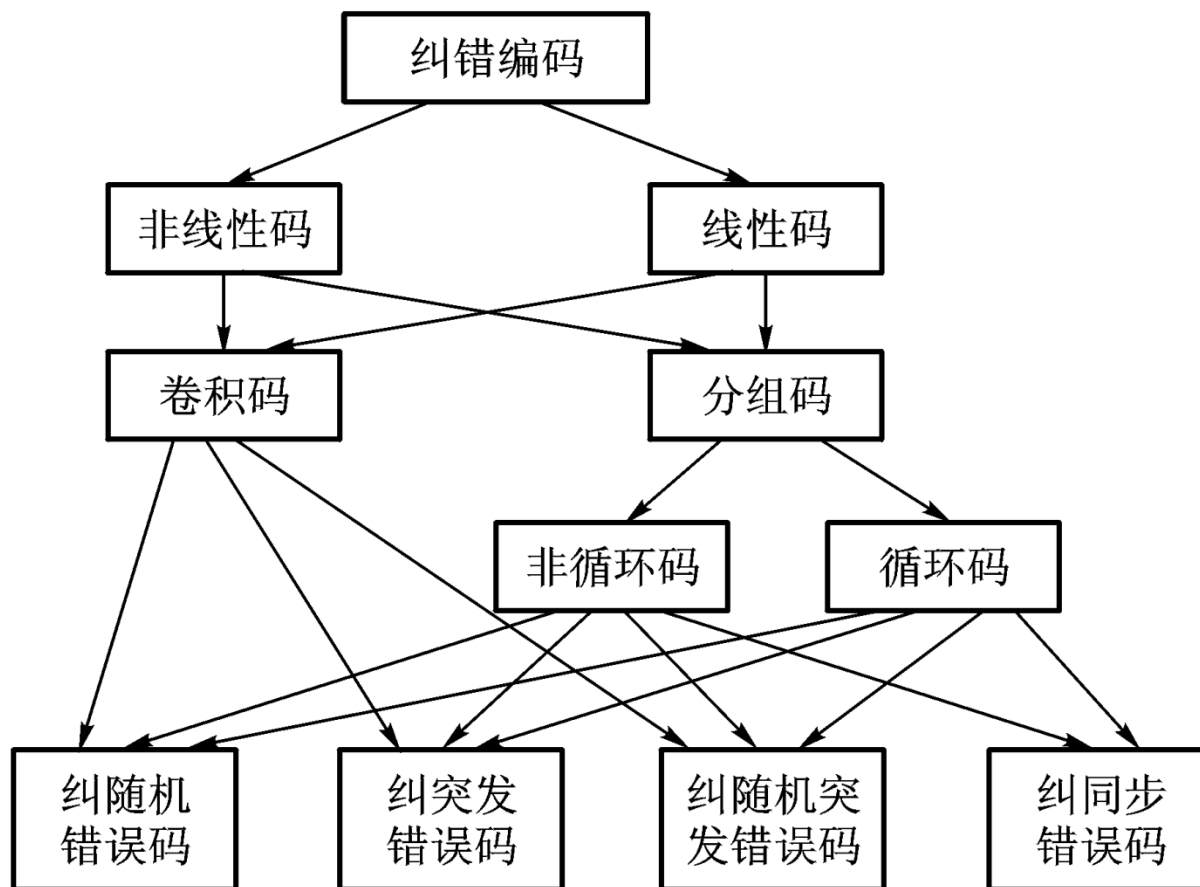 纠错编码
非线性码
线性码
卷积码
分组码
非循环码
循环码
纠随机
错误码
纠突发
错误码
纠随机突
发错误码
纠同步
错误码